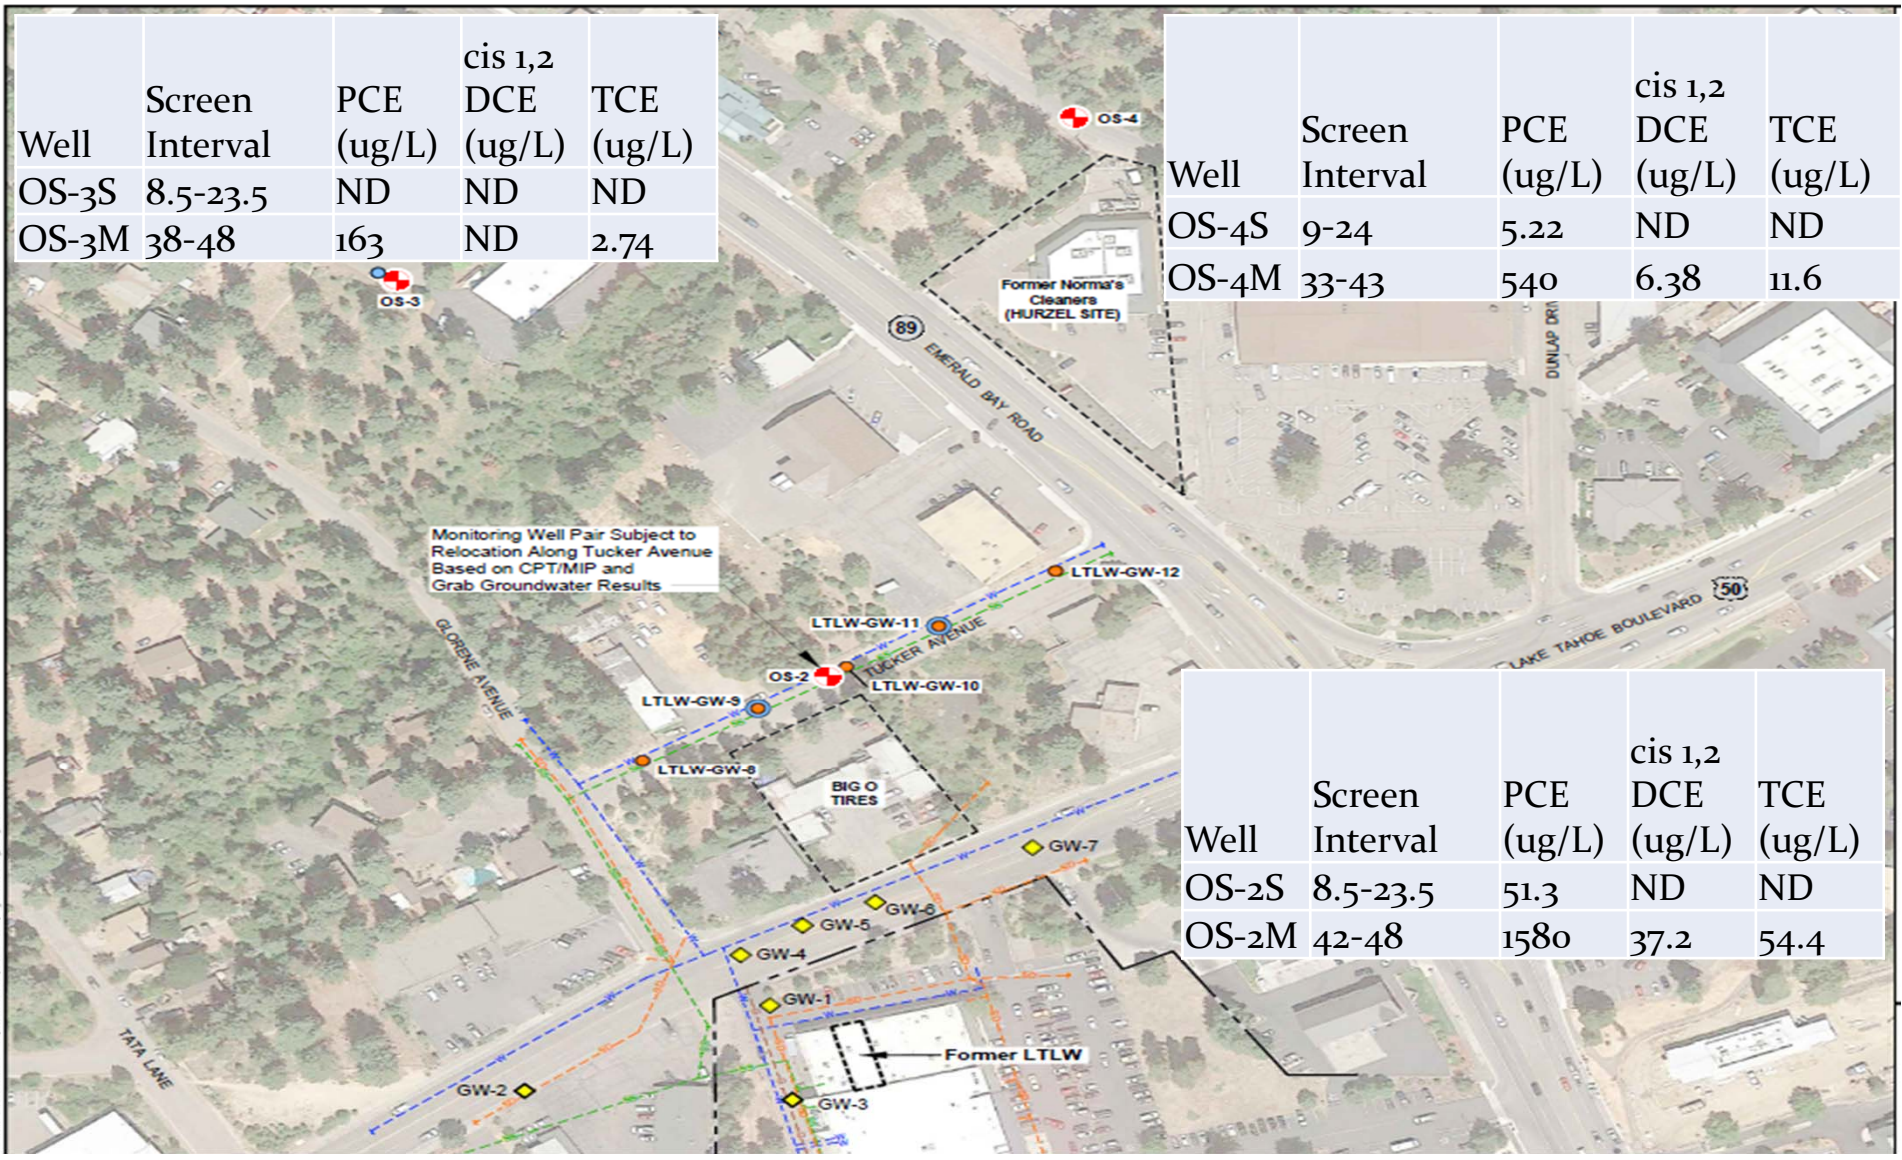 Well Screen Interval PCE (ug/L) cis 1,2 DCE (ug/L) TCE (ug/L)
OS-3S 8.5-23.5 ND ND ND
OS-3M 38-48 163 ND 2.74
Well Screen Interval PCE (ug/L) cis 1,2 DCE (ug/L) TCE (ug/L)
OS-4S 9-24 5.22 ND ND
OS-4M 33-43 540 6.38 11.6
OS-4
OS-3
Former Norma's
Cleaners
(HURZEL SITE)
89
EMERALD BAY ROAD
DUNLAP DRI
Monitoring Well Pair Subject to
Relocation Along Tucker Avenue
Based on CPT/MIP and
Grab Groundwater Results
LTLW-GW-12
50
LAKE TAHOE BOULEVARD
LTLW-GW-11
TUCKER AVENUE
GLORENE AVENUE
OS-2
LTLW-GW-10
LTLW-GW-9
LTLW-GW-8
BIG O
TIRES
Well Screen Interval PCE (ug/L) cis 1,2 DCE (ug/L) TCE (ug/L)
OS-2S 8.5-23.5 51.3 ND ND
OS-2M 42-48 1580 37.2 54.4
GW-7
GW-6
GW-5
GW-4
GW-1
Former LTLW
TATA LANE
GW-2
GW-3